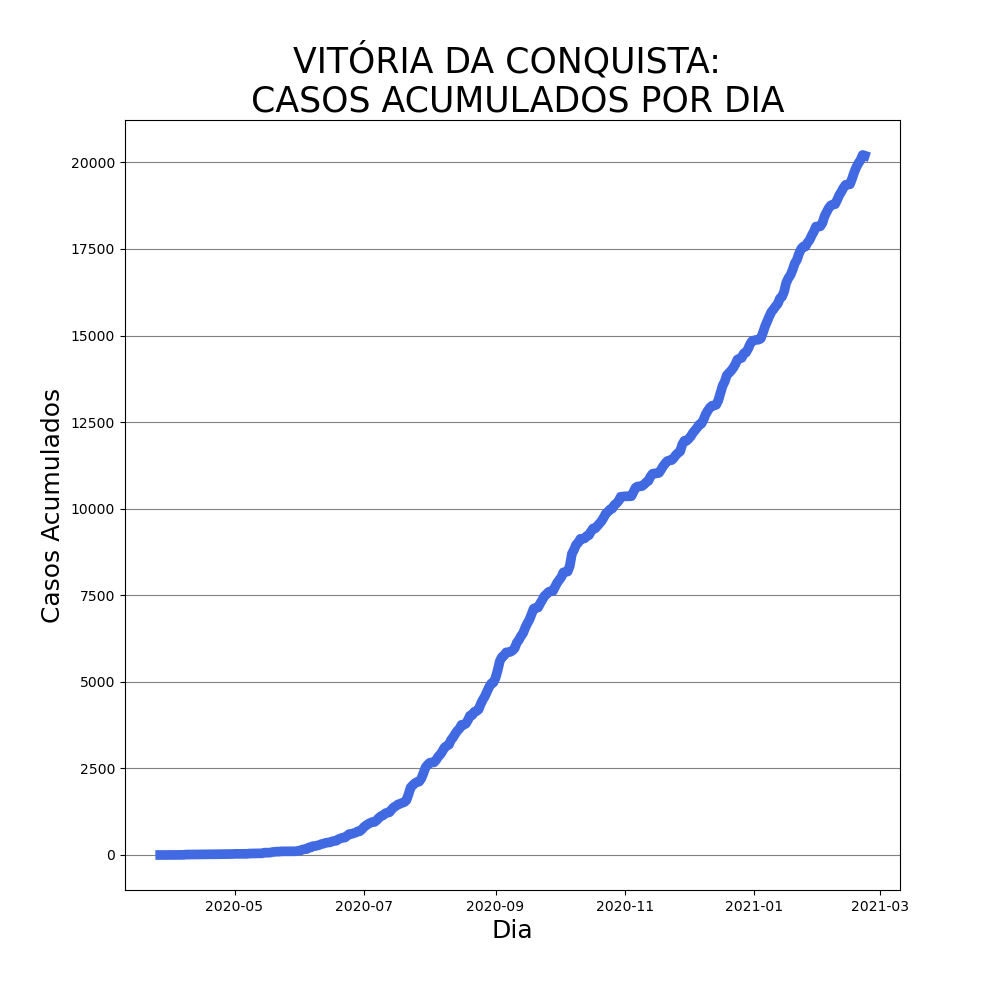 VITÓRIA DA CONQUISTA:
CASOS ACUMULADOS POR DIA
Casos Acumulados
20000
17500
15000
12500
10000
7500
5000
2500
0
2020-05 2020-07 2020-09 2020-11 2021-01 2021-03
Dia